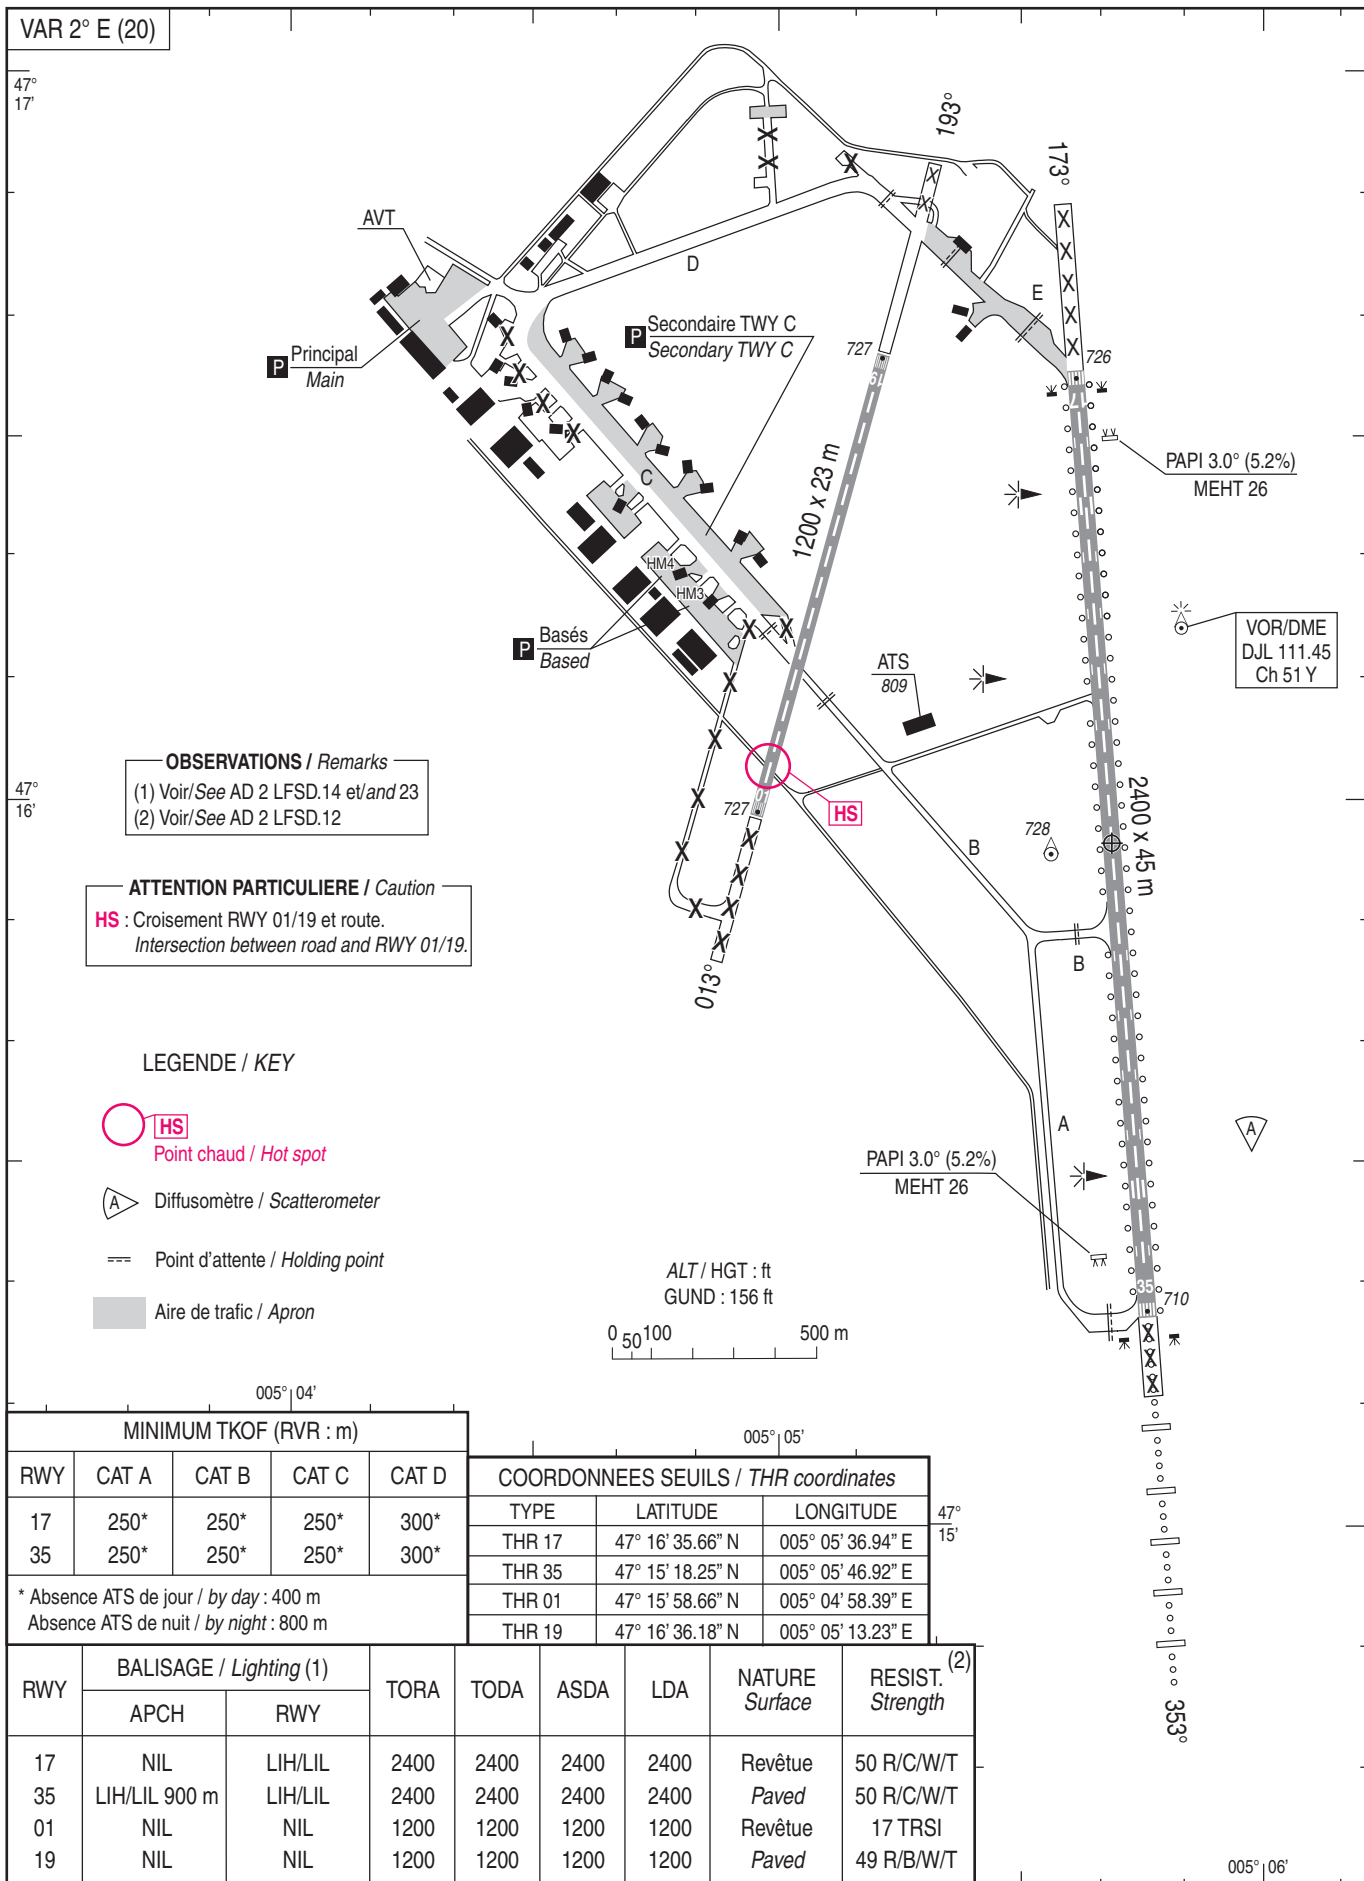 VAR 2° E (20)
47°
17'
193°
173°
AVT
D
E
P Secondaire TWY C
Secondary TWY C
P Principal
Main
727
19
726
17
PAPI 3.0° (5.2%)
MEHT 26
C
1200 x 23 m
HM4
HM3
P Basés
Based
ATS
809
VOR/DME
DJL 111.45
Ch 51 Y
OBSERVATIONS / Remarks
(1) Voir/See AD 2 LFSD.14 et/and 23
(2) Voir/See AD 2 LFSD.12
47°
16'
727
HS
2400 x 45 m
728
B
ATTENTION PARTICULIERE / Caution
HS : Croisement RWY 01/19 et route.
Intersection between road and RWY 01/19.
013°
B
LEGENDE / KEY
HS
Point chaud / Hot spot
A Diffusomètre / Scatterometer
Point d'attente / Holding point
Aire de trafic / Apron
A
A
PAPI 3.0° (5.2%)
MEHT 26
ALT / HGT : ft
GUND : 156 ft
0 50 100 500 m
35
710
005° 04'
005° 05'
47°
15'
MINIMUM TKOF (RVR : m)
RWY CAT A CAT B CAT C CAT D
17 250* 250* 250* 300*
35 250* 250* 250* 300*
* Absence ATS de jour / by day : 400 m
Absence ATS de nuit / by night : 800 m
COORDONNEES SEUILS / THR coordinates
TYPE LATITUDE LONGITUDE
THR 17 47° 16' 35.66" N 005° 05' 36.94" E
THR 35 47° 15' 18.25" N 005° 05' 46.92" E
THR 01 47° 15' 58.66" N 005° 04' 58.39" E
THR 19 47° 16' 36.18" N 005° 05' 13.23" E
353°
RWY BALISAGE / Lighting (1) TORA TODA ASDA LDA NATURE Surface RESIST. Strength (2)
APCH RWY
17 NIL LIH/LIL 2400 2400 2400 2400 Revêtue 50 R/C/W/T
35 LIH/LIL 900 m LIH/LIL 2400 2400 2400 2400 Paved 50 R/C/W/T
01 NIL NIL 1200 1200 1200 1200 Revêtue 17 TRSI
19 NIL NIL 1200 1200 1200 1200 Paved 49 R/B/W/T
005° 06'